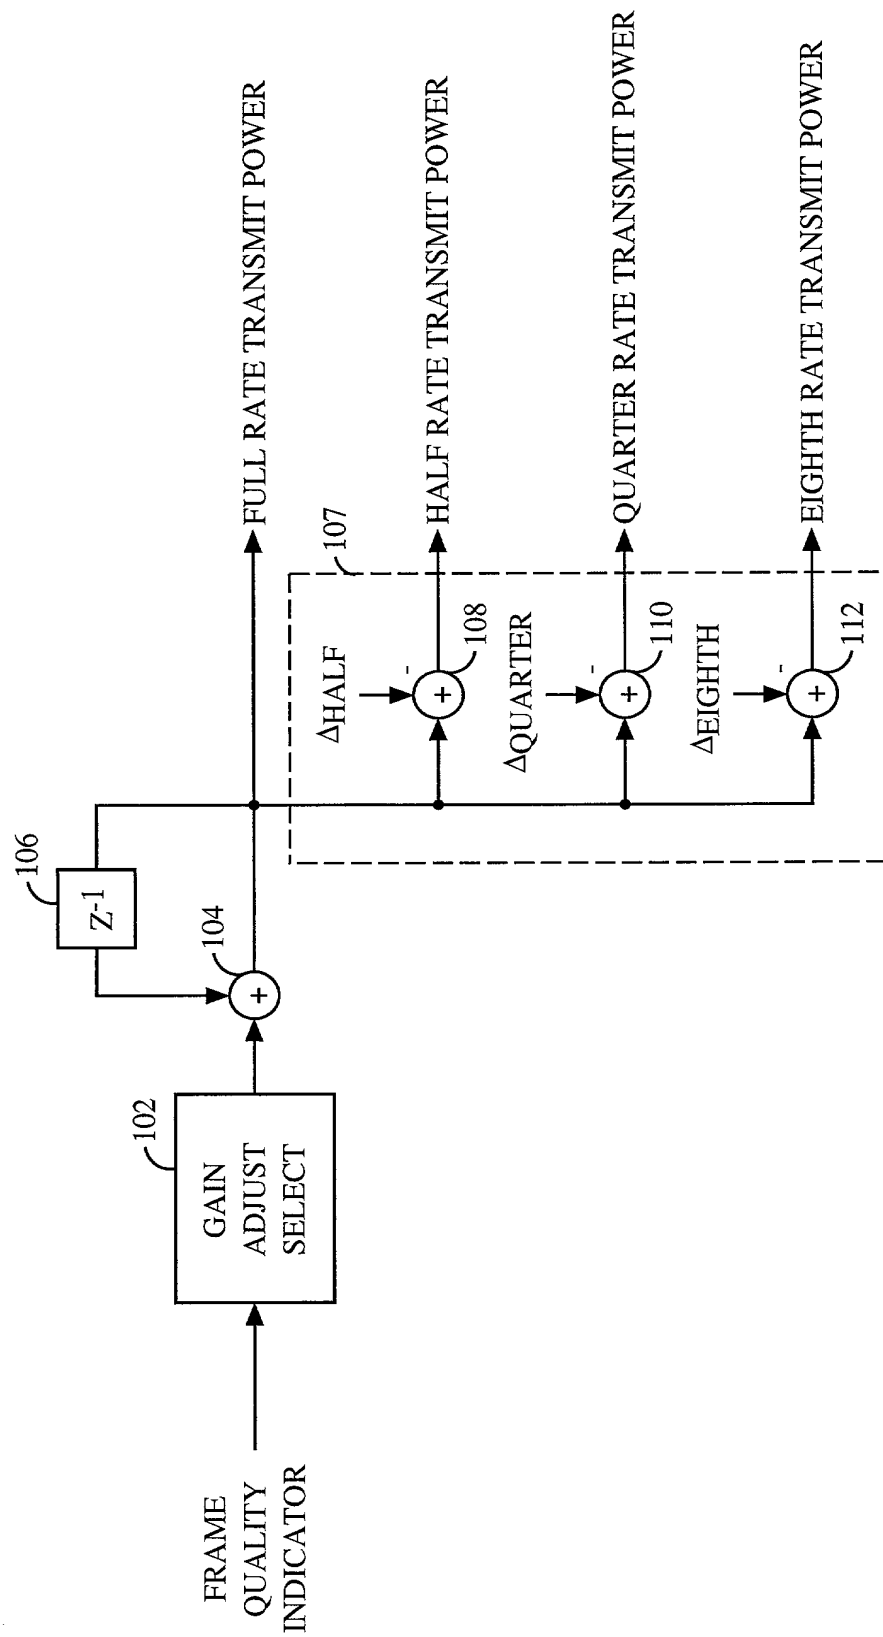 FRAME
QUALITY
INDICATOR
102
GAIN
ADJUST
SELECT
104
+
106
Z-1
FULL RATE TRANSMIT POWER
107
ΔHALF
-
+
108
HALF RATE TRANSMIT POWER
ΔQUARTER
-
+
110
QUARTER RATE TRANSMIT POWER
ΔEIGHTH
-
+
112
EIGHTH RATE TRANSMIT POWER